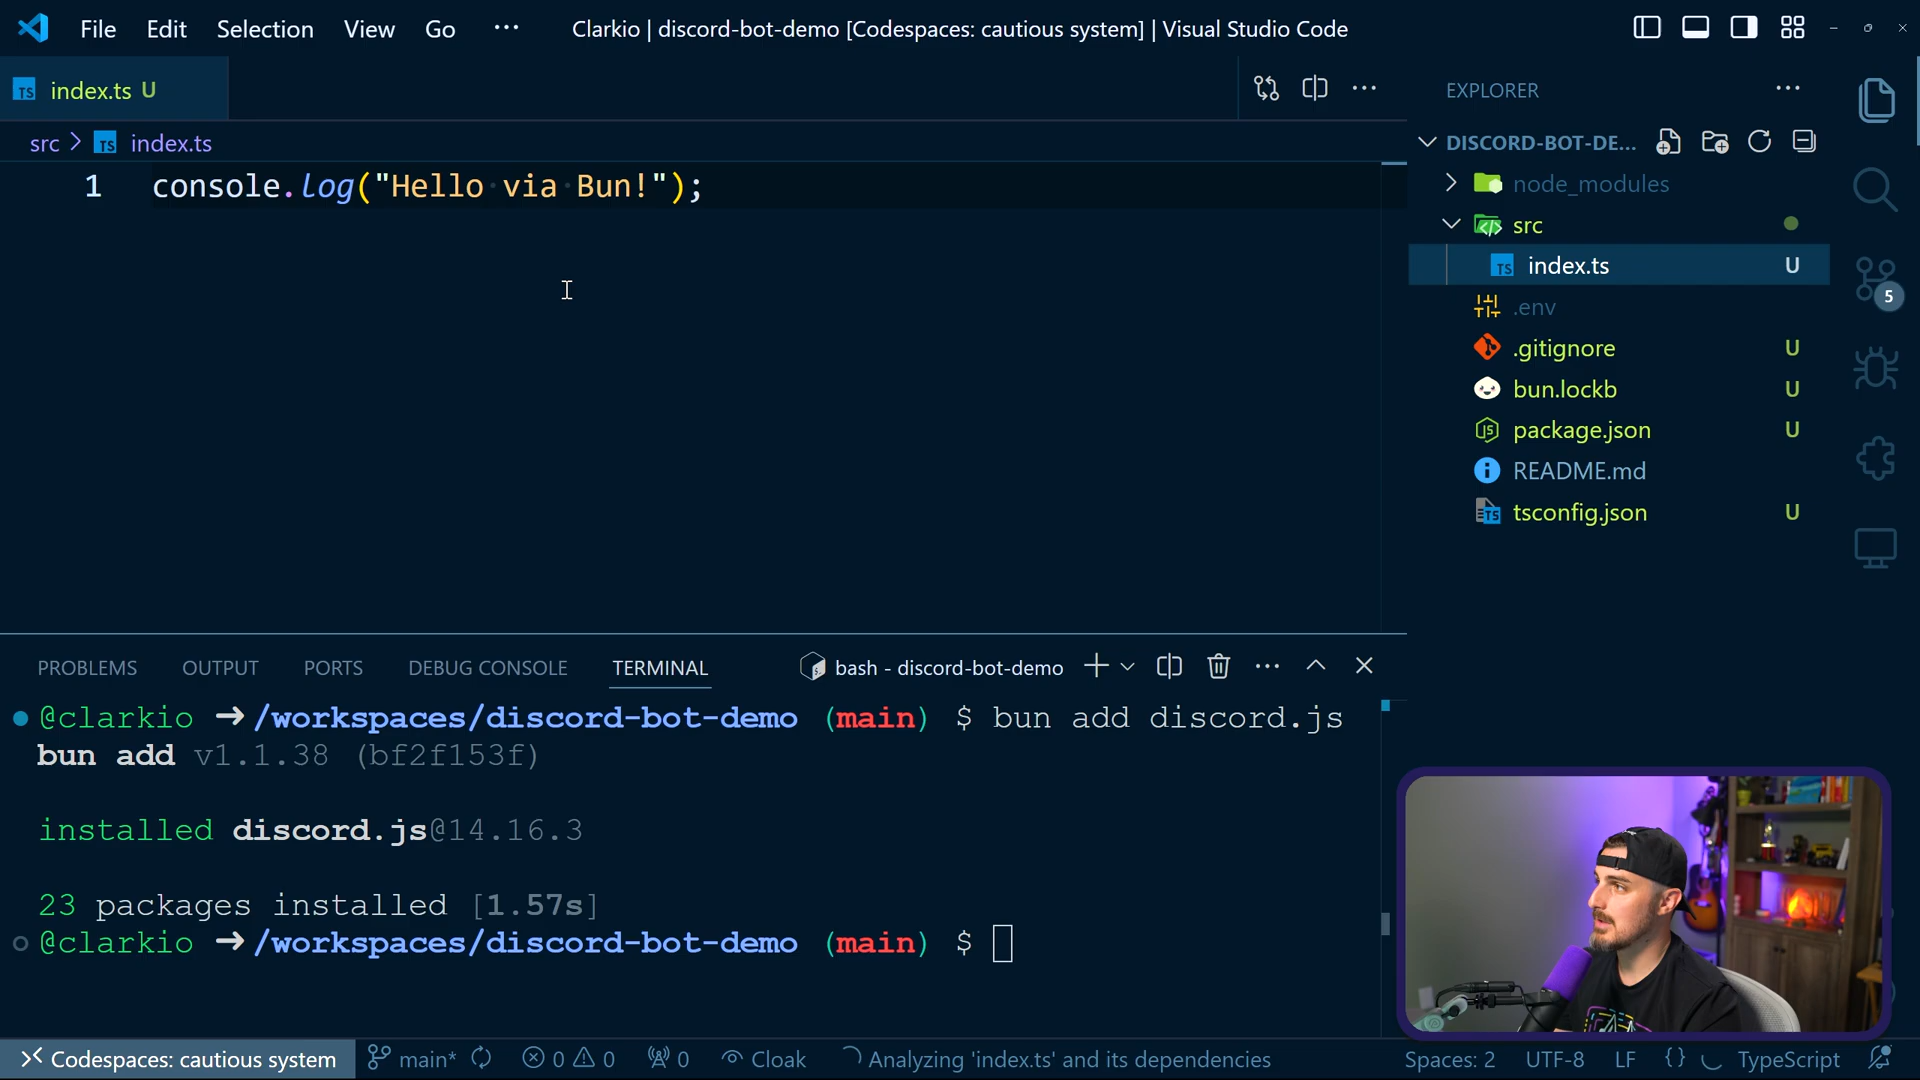 File Edit Selection View Go ··· Clarkio | discord-bot-demo [Codespaces: cautious system] | Visual Studio Code
index.ts U
src > index.ts
1 console.log("Hello via Bun!");
EXPLORER
DISCORD-BOT-DE...
node_modules
src
index.ts U
.env
.gitignore U
bun.lockb U
package.json U
README.md
tsconfig.json U
5
PROBLEMS OUTPUT PORTS DEBUG CONSOLE TERMINAL bash - discord-bot-demo
@clarkio ➜ /workspaces/discord-bot-demo (main) $ bun add discord.js
bun add v1.1.38 (bf2f153f)
installed discord.js@14.16.3
23 packages installed [1.57s]
@clarkio ➜ /workspaces/discord-bot-demo (main) $
Codespaces: cautious system main* 0 0 0 Cloak Analyzing 'index.ts' and its dependencies Spaces: 2 UTF-8 LF {} TypeScript